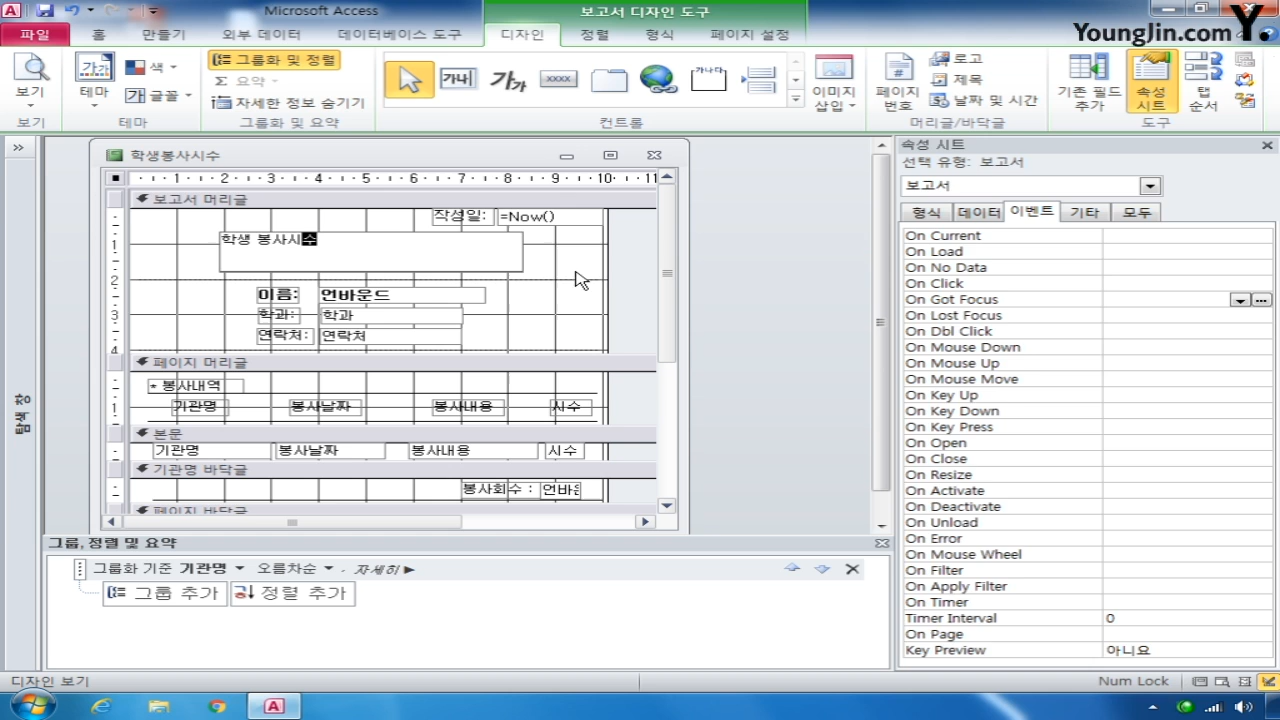 Microsoft Access
보고서 디자인 도구
파일 홈 만들기 외부 데이터 데이터베이스 도구 디자인 정렬 형식 페이지 설정
YoungJin.com Y.
보기
테마
색
가가 글꼴
그룹화 및 정렬
Σ 요약
자세한 정보 숨기기
가나다
이미지 삽입
페이지 번호
로고
제목
날짜 및 시간
기존 필드 추가
속성 시트
탭 순서
보기 테마 그룹화 및 요약 컨트롤 머리글/바닥글 도구
학생봉사시수
1 2 3 4 5 6 7 8 9 10 11
보고서 머리글
작성일: =Now()
학생 봉사시수
이름: 언바운드
학과: 학과
연락처: 연락처
페이지 머리글
* 봉사내역
기관명 봉사날짜 봉사내용 시수
본문
기관명 봉사날짜 봉사내용 시수
기관명 바닥글
봉사회수 : 언바운
페이지 바닥글
그룹, 정렬 및 요약
그룹화 기준 기관명 오름차순 , 자세히
그룹 추가 정렬 추가
탐색 창
속성 시트
선택 유형: 보고서
보고서
형식 데이터 이벤트 기타 모두
On Current
On Load
On No Data
On Click
On Got Focus
On Lost Focus
On Dbl Click
On Mouse Down
On Mouse Up
On Mouse Move
On Key Up
On Key Down
On Key Press
On Open
On Close
On Resize
On Activate
On Deactivate
On Unload
On Error
On Mouse Wheel
On Filter
On Apply Filter
On Timer
Timer Interval 0
On Page
Key Preview 아니요
디자인 보기
Num Lock